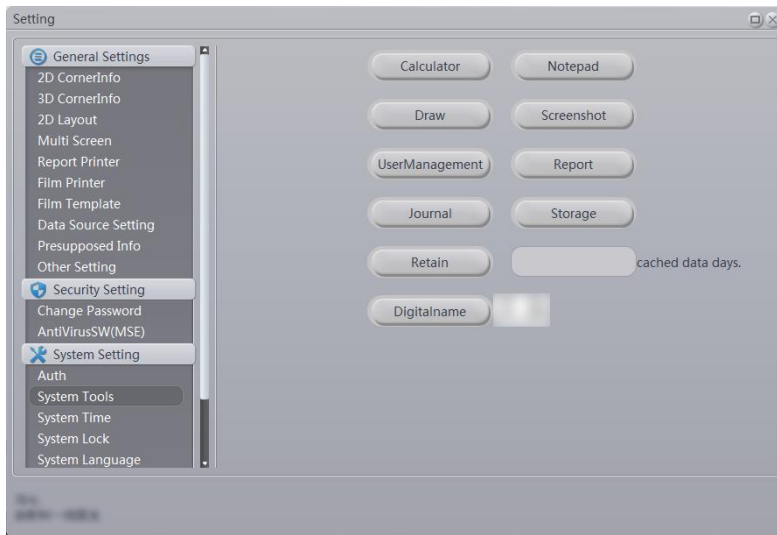 Setting
General Settings
2D CornerInfo
3D CornerInfo
2D Layout
Multi Screen
Report Printer
Film Printer
Film Template
Data Source Setting
Presupposed Info
Other Setting
Security Setting
Change Password
AntiVirusSW(MSE)
System Setting
Auth
System Tools
System Time
System Lock
System Language
Calculator Notepad
Draw Screenshot
UserManagement Report
Journal Storage
Retain cached data days.
Digitalname